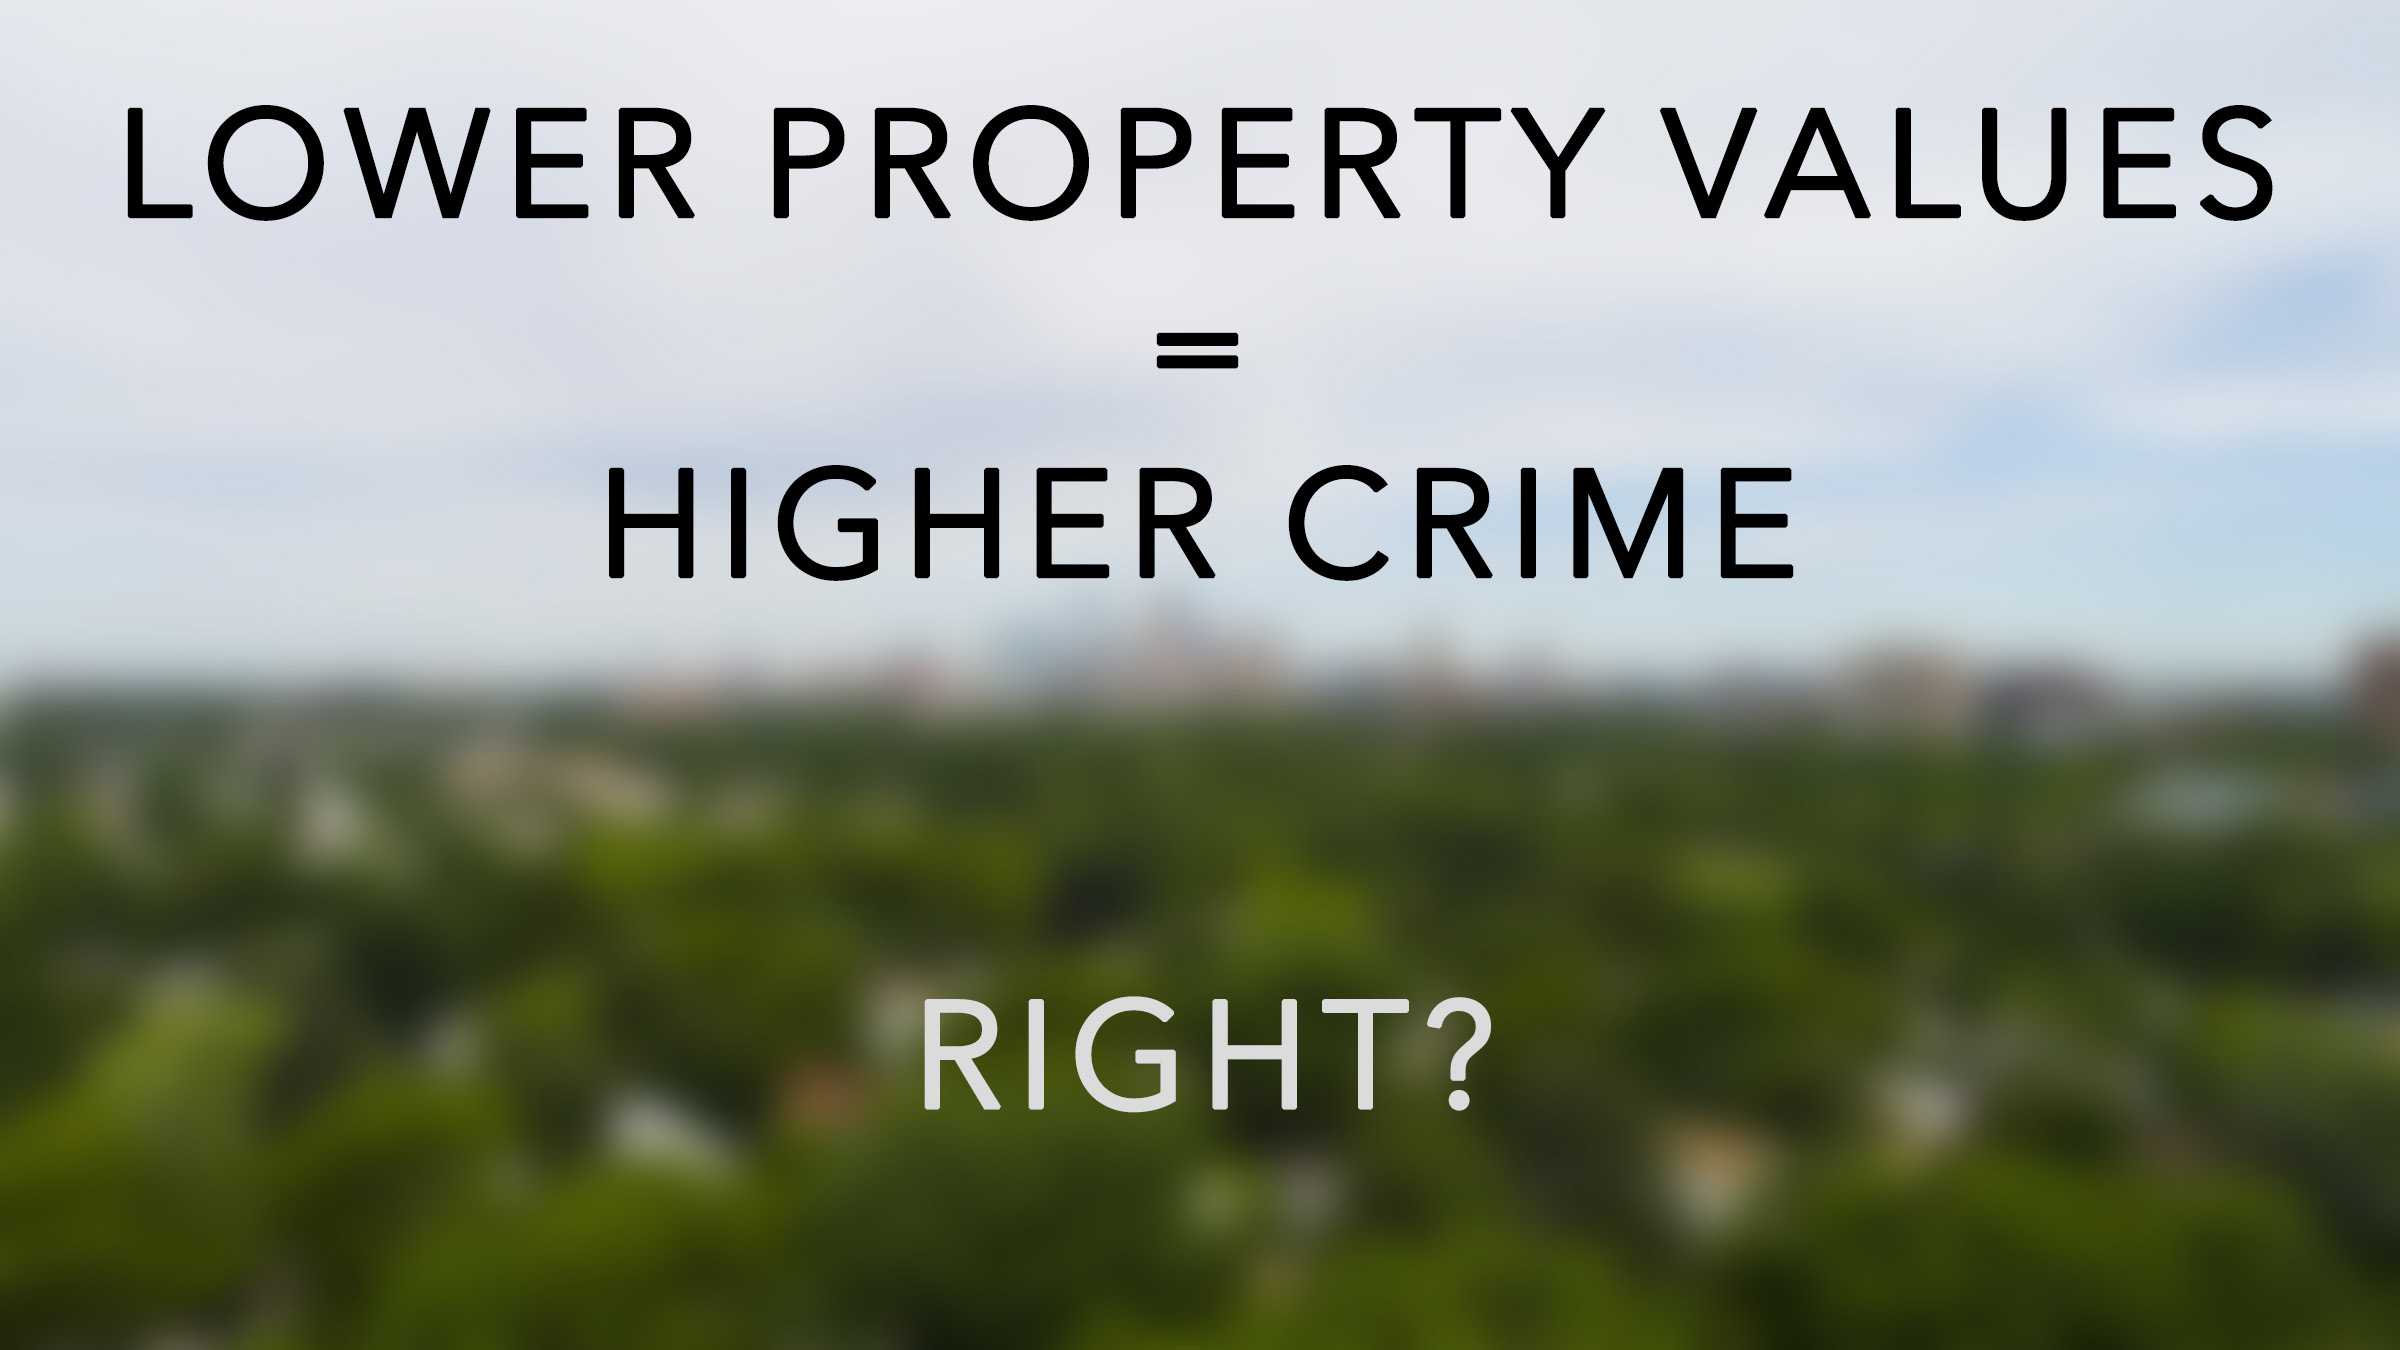 LOWER PROPERTY VALUES
=
HIGHER CRIME
RIGHT?